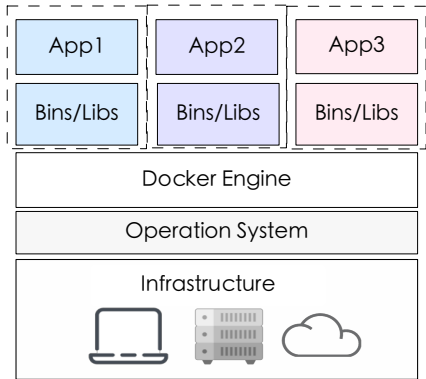 App1 App2 App3
Bins/Libs Bins/Libs Bins/Libs
Docker Engine
Operation System
Infrastructure